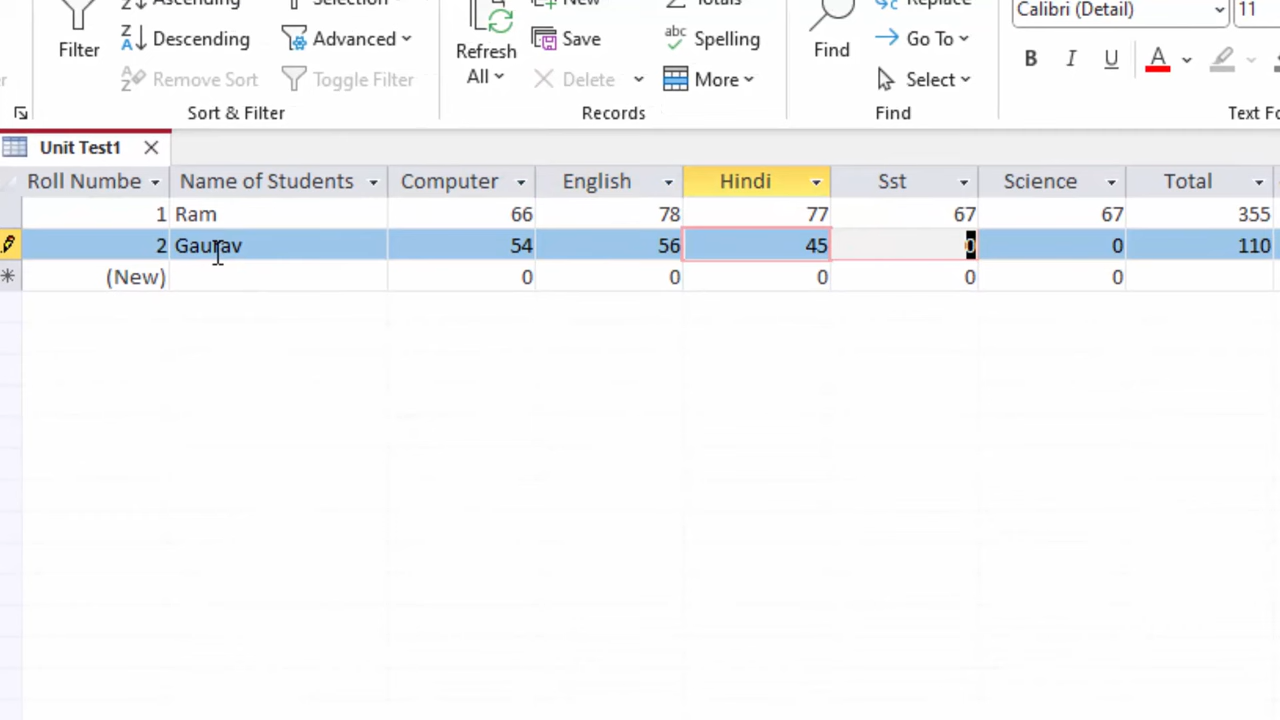 Ascending Selection New Totals Replace Calibri (Detail) 11
Filter Descending Advanced Refresh All Save Spelling Find Go To B I U A
Remove Sort Toggle Filter Delete More Select
Sort & Filter Records Find Text Fo
Unit Test1
Roll Numbe Name of Students Computer English Hindi Sst Science Total
1 Ram 66 78 77 67 67 355
2 Gaurav 54 56 45 0 0 110
(New) 0 0 0 0 0